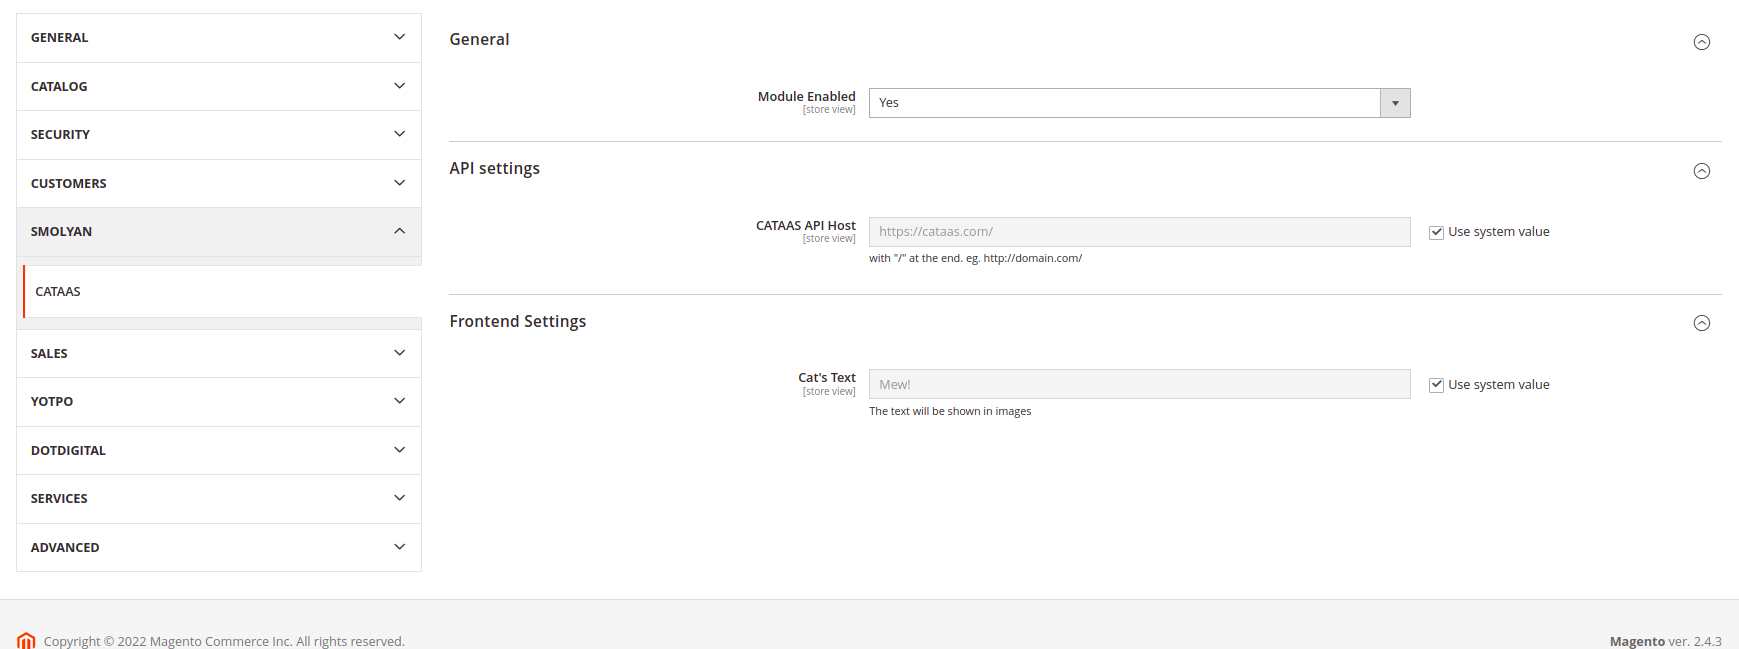 GENERAL
CATALOG
SECURITY
CUSTOMERS
SMOLYAN
CATAAS
SALES
YOTPO
DOTDIGITAL
SERVICES
ADVANCED
General
Module Enabled
[store view]
Yes
API settings
CATAAS API Host
[store view]
https://cataas.com/
Use system value
with "/" at the end. eg. http://domain.com/
Frontend Settings
Cat's Text
[store view]
Mew!
Use system value
The text will be shown in images
Copyright © 2022 Magento Commerce Inc. All rights reserved.
Magento ver. 2.4.3